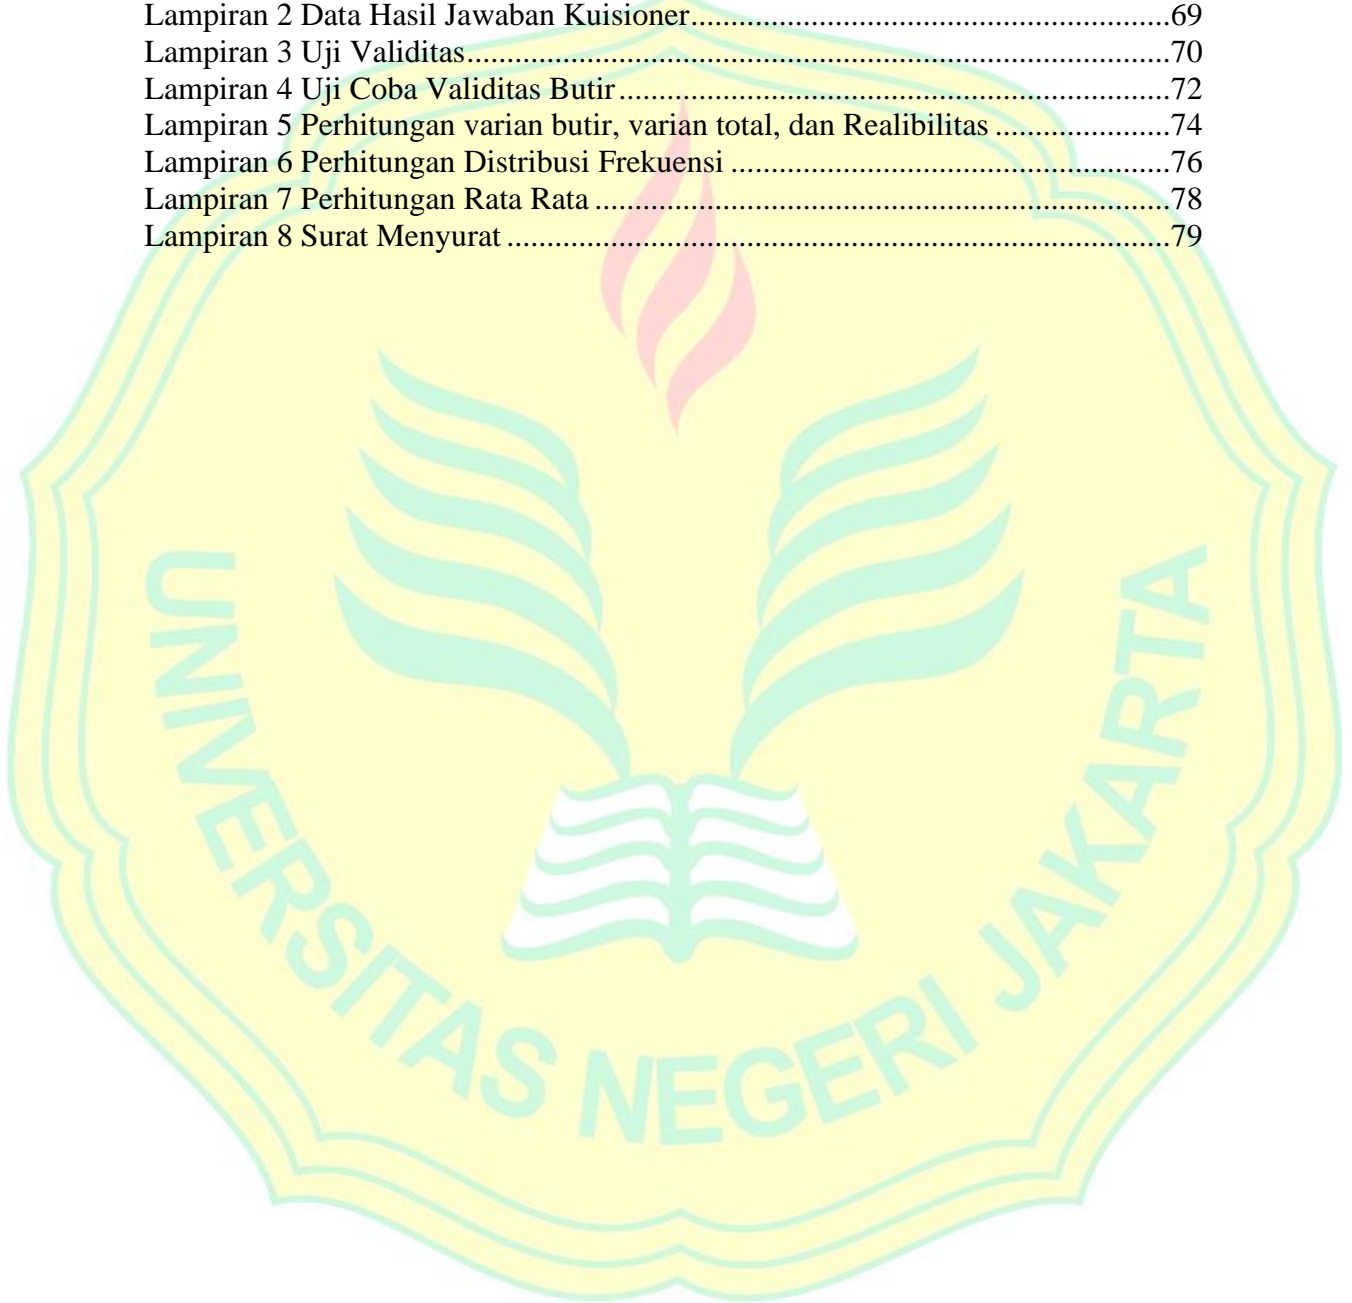 Lampiran 2 Data Hasil Jawaban Kuisioner............................................................69
Lampiran 3 Uji Validitas........................................................................................70
Lampiran 4 Uji Coba Validitas Butir.....................................................................72
Lampiran 5 Perhitungan varian butir, varian total, dan Realibilitas ......................74
Lampiran 6 Perhitungan Distribusi Frekuensi .......................................................76
Lampiran 7 Perhitungan Rata Rata ........................................................................78
Lampiran 8 Surat Menyurat ...................................................................................79
UNIVERSITAS NEGERI JAKARTA